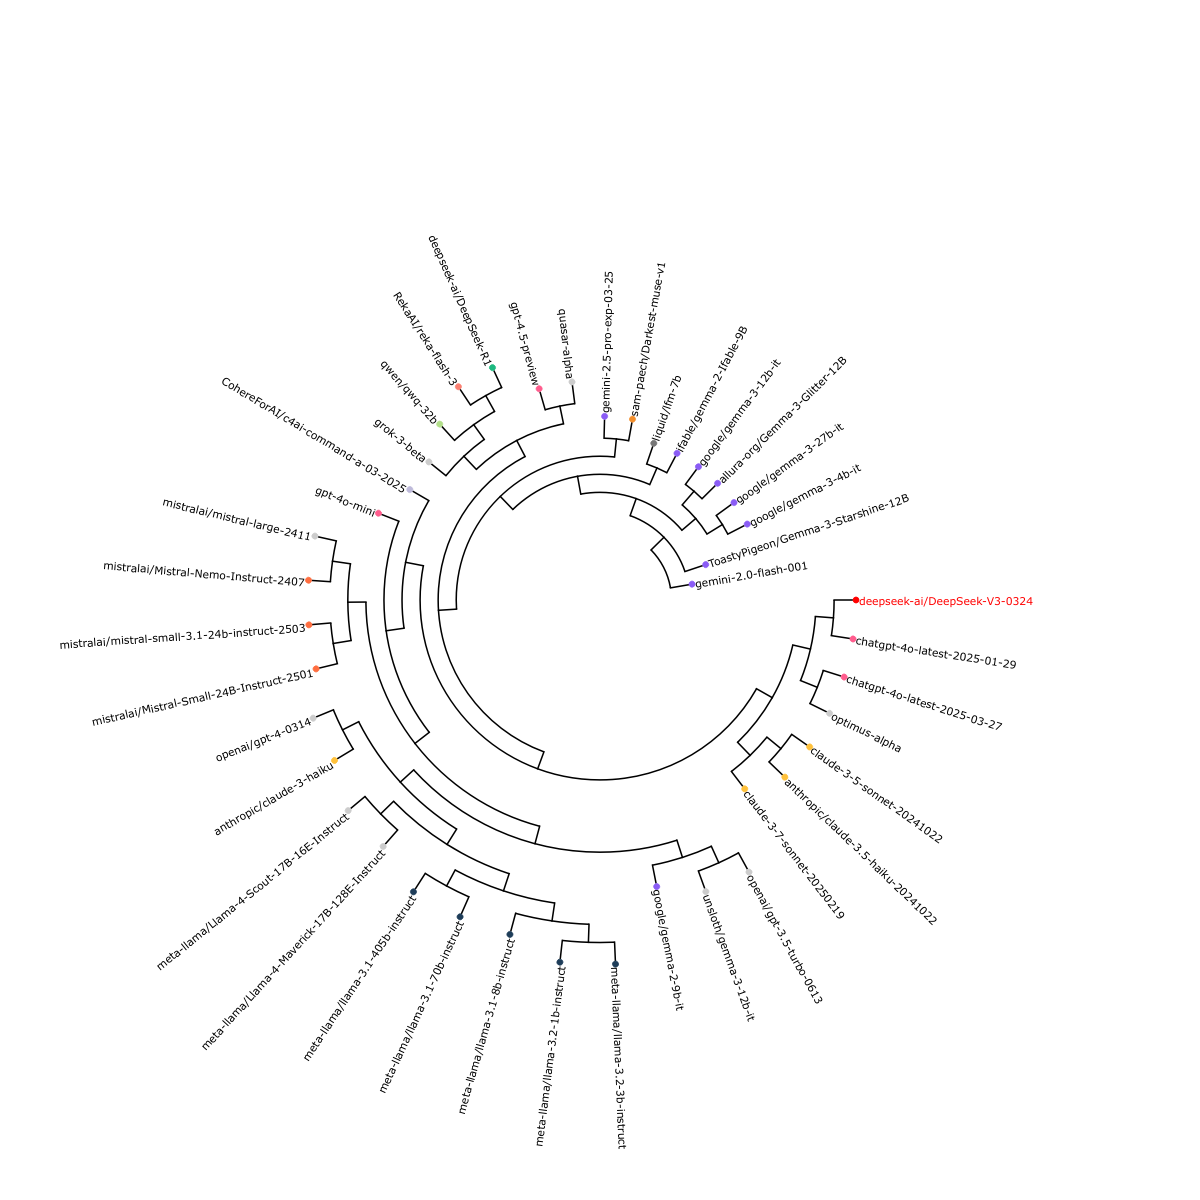 deepseek-ai/DeepSeek-R1
RekaAI/reka-flash-3
qwen/qwq-32b
grok-3-beta
gpt-4.5-preview
quasar-alpha
gemini-2.5-pro-exp-03-25
sam-paech/Darkest-muse-v1
liquid/lfm-7b
ifable/gemma-2-Ifable-9B
google/gemma-3-12b-it
allura-org/Gemma-3-Glitter-12B
google/gemma-3-27b-it
google/gemma-3-4b-it
ToastyPigeon/Gemma-3-Starshine-12B
gemini-2.0-flash-001
deepseek-ai/DeepSeek-V3-0324
chatgpt-4o-latest-2025-01-29
chatgpt-4o-latest-2025-03-27
optimus-alpha
claude-3-5-sonnet-20241022
anthropic/claude-3.5-haiku-20241022
claude-3-7-sonnet-20250219
openai/gpt-3.5-turbo-0613
unsloth/gemma-3-12b-it
google/gemma-2-9b-it
meta-llama/llama-3.2-3b-instruct
meta-llama/llama-3.2-1b-instruct
meta-llama/llama-3.1-8b-instruct
meta-llama/llama-3.1-70b-instruct
meta-llama/llama-3.1-405b-instruct
meta-llama/Llama-4-Maverick-17B-128E-Instruct
meta-llama/Llama-4-Scout-17B-16E-Instruct
anthropic/claude-3-haiku
openai/gpt-4-0314
mistralai/Mistral-Small-24B-Instruct-2501
mistralai/mistral-small-3.1-24b-instruct-2503
mistralai/Mistral-Nemo-Instruct-2407
mistralai/mistral-large-2411
gpt-4o-mini
CohereForAI/c4ai-command-a-03-2025